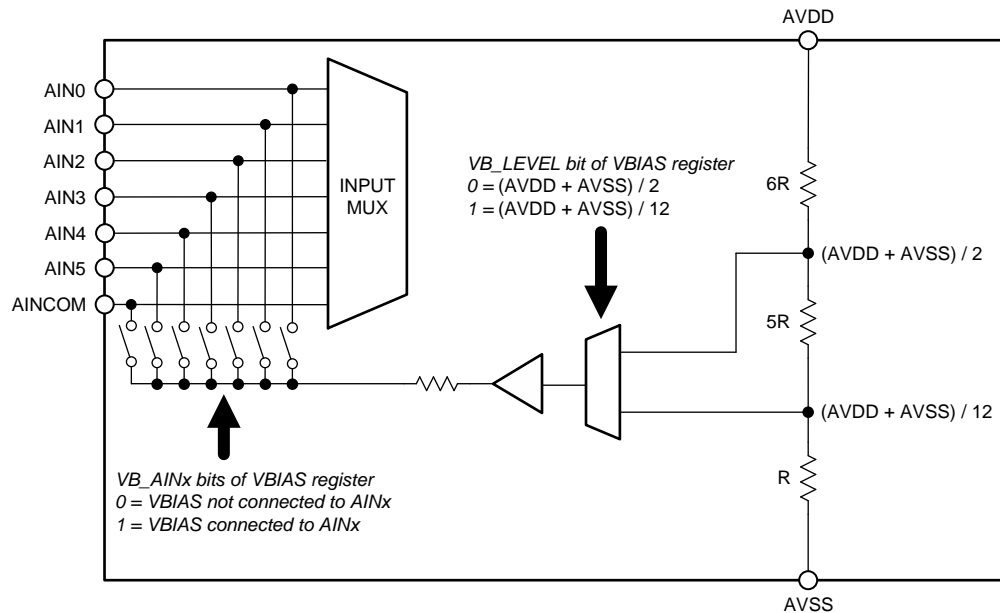 AVDD
AIN0
AIN1
AIN2
AIN3
AIN4
AIN5
AINCOM
INPUT
MUX
VB_LEVEL bit of VBIAS register
0 = (AVDD + AVSS) / 2
1 = (AVDD + AVSS) / 12
6R
(AVDD + AVSS) / 2
5R
(AVDD + AVSS) / 12
R
VB_AINx bits of VBIAS register
0 = VBIAS not connected to AINx
1 = VBIAS connected to AINx
AVSS